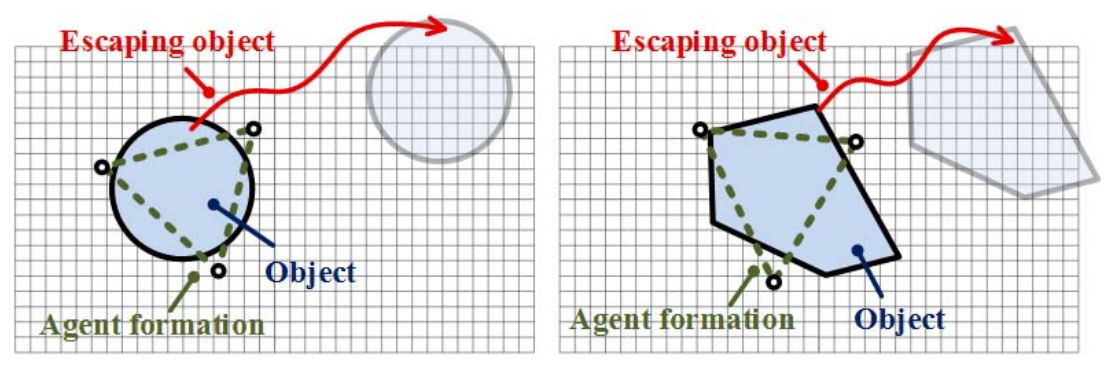 Escaping object
Object
Agent formation
Escaping object
Agent formation
Object